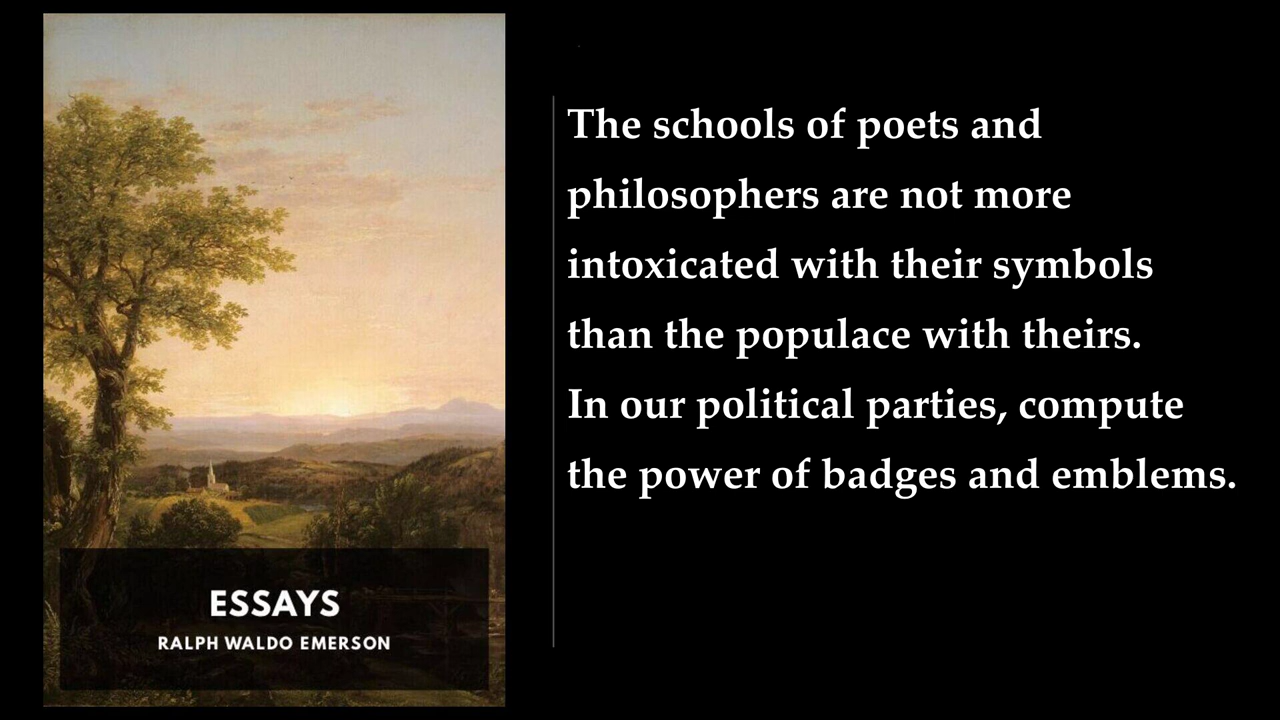 ESSAYS
RALPH WALDO EMERSON
The schools of poets and
philosophers are not more
intoxicated with their symbols
than the populace with theirs.
In our political parties, compute
the power of badges and emblems.